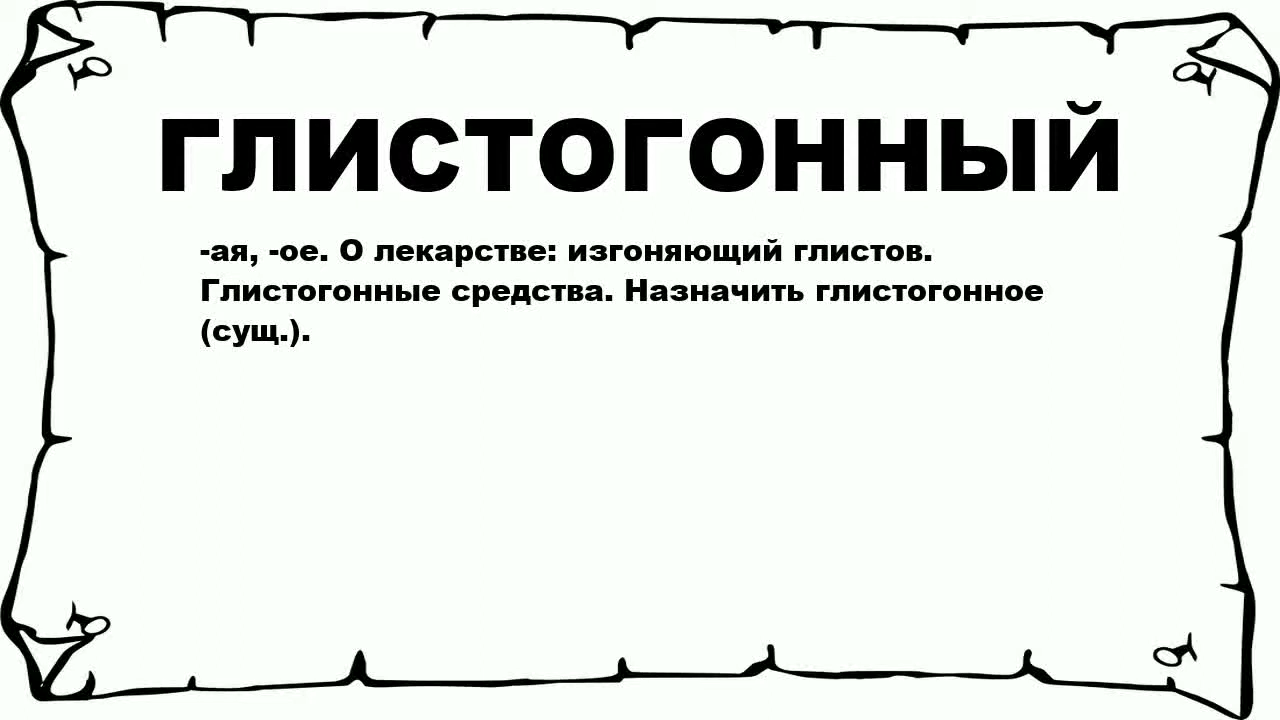 ГЛИСТОГОННЫЙ
-ая, -ое. О лекарстве: изгоняющий глистов.
Глистогонные средства. Назначить глистогонное
(сущ.).